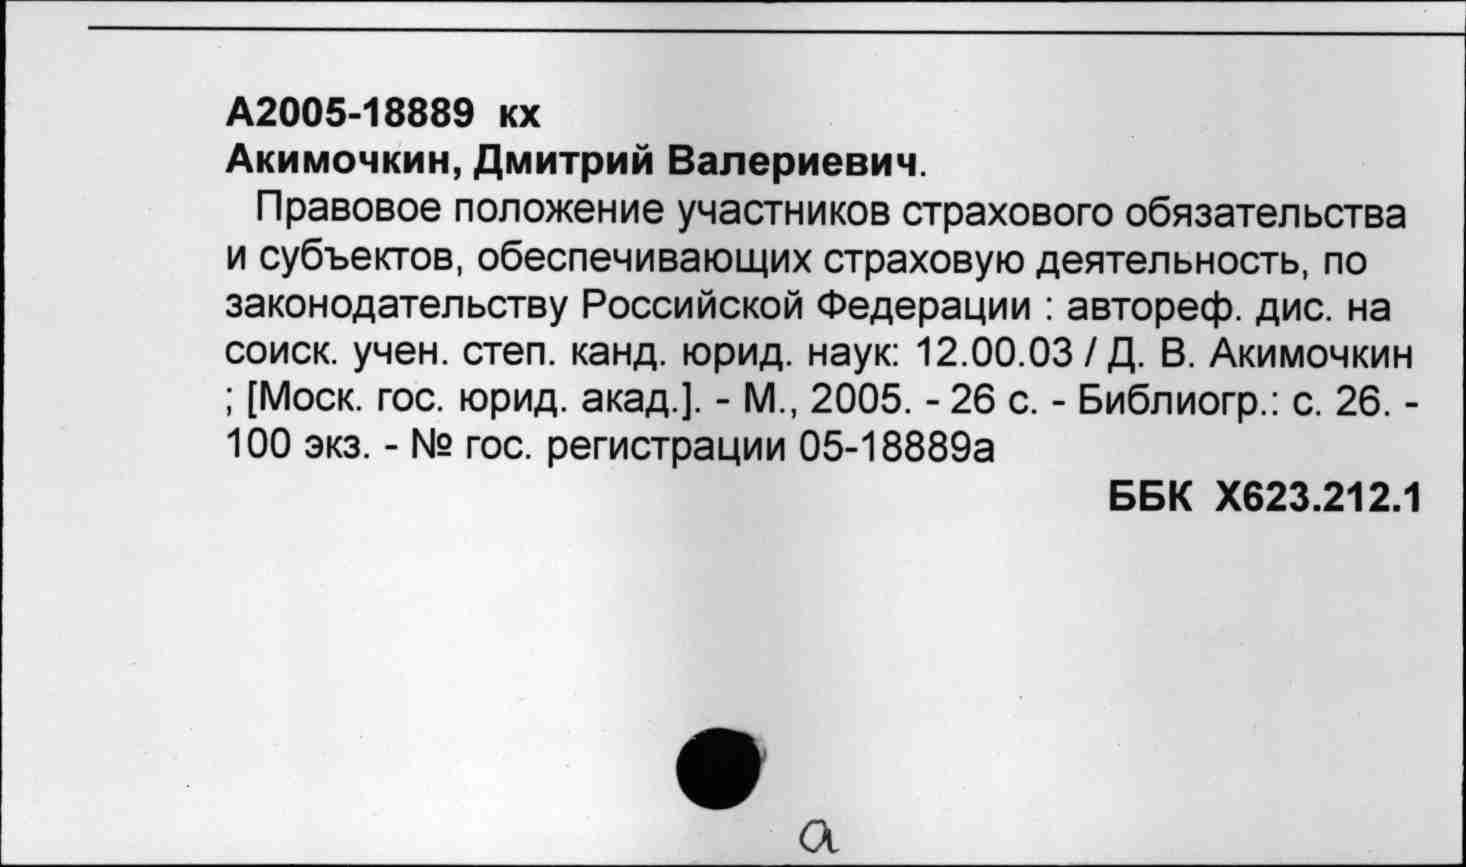 А2005-18889 кх
Акимочкин, Дмитрий Валериевич.
Правовое положение участников страхового обязательства
и субъектов, обеспечивающих страховую деятельность, по
законодательству Российской Федерации : автореф. дис. на
соиск. учен. степ. канд. юрид. наук: 12.00.03 / Д. В. Акимочкин
; [Моск. гос. юрид. акад.]. - М., 2005. - 26 с. - Библиогр.: с. 26. -
100 экз. - № гос. регистрации 05-18889а
ББК Х623.212.1
а